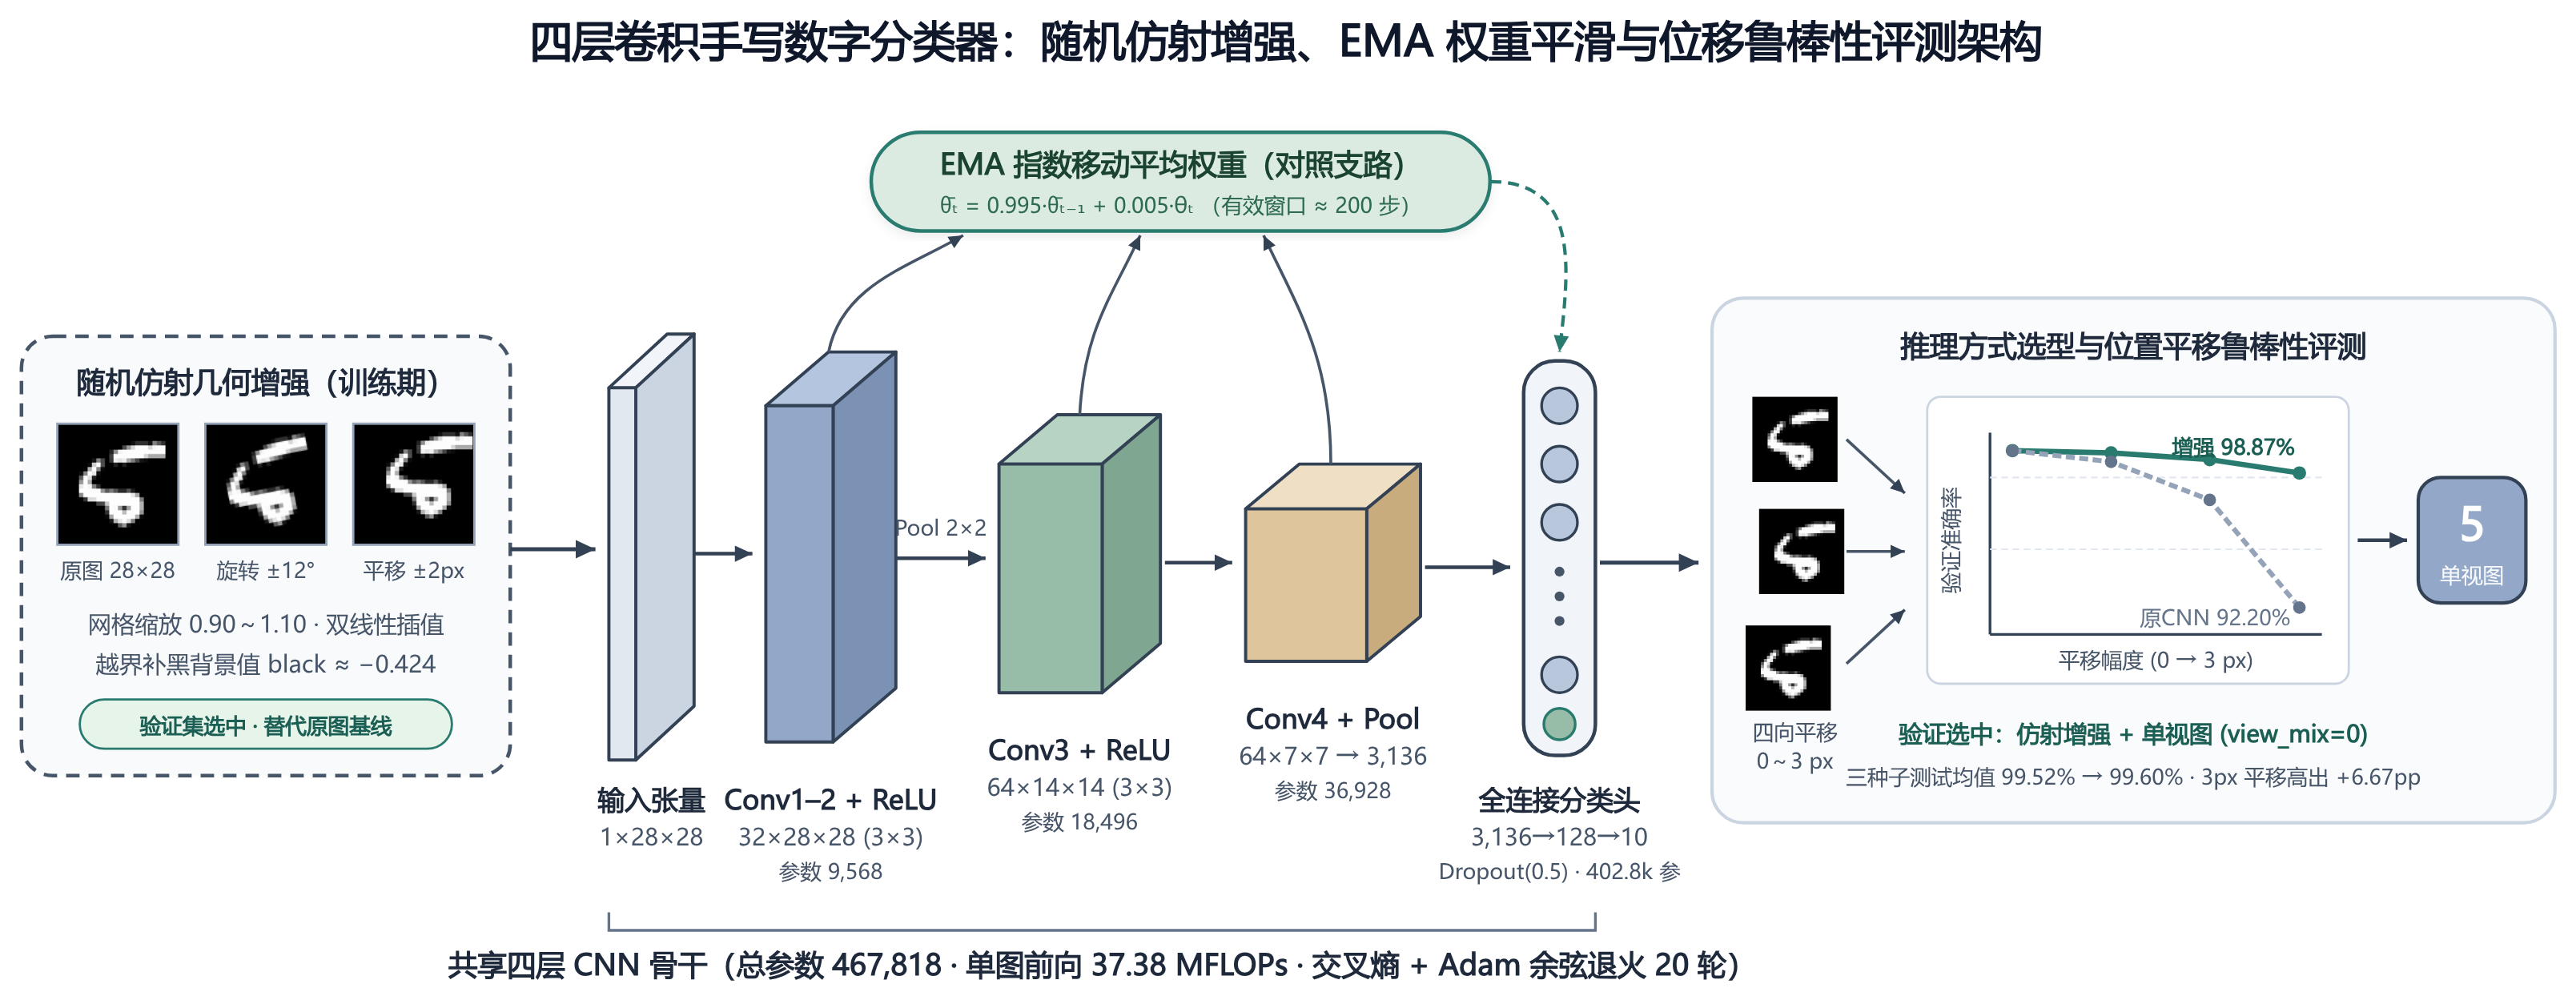 四层卷积手写数字分类器：随机仿射增强、EMA 权重平滑与位移鲁棒性评测架构
EMA 指数移动平均权重（对照支路）
θ̄ₜ = 0.995·θ̄ₜ₋₁ + 0.005·θₜ （有效窗口 ≈ 200 步）
随机仿射几何增强（训练期）
原图 28×28
旋转 ±12°
平移 ±2px
网格缩放 0.90～1.10 · 双线性插值
越界补黑背景值 black ≈ −0.424
验证集选中 · 替代原图基线
输入张量
1×28×28
Conv1–2 + ReLU
32×28×28 (3×3)
参数 9,568
Pool 2×2
Conv3 + ReLU
64×14×14 (3×3)
参数 18,496
Conv4 + Pool
64×7×7 → 3,136
参数 36,928
全连接分类头
3,136→128→10
Dropout(0.5) · 402.8k 参
推理方式选型与位置平移鲁棒性评测
四向平移
0～3 px
验证准确率
增强 98.87%
原CNN 92.20%
平移幅度 (0 → 3 px)
验证选中：仿射增强 + 单视图 (view_mix=0)
三种子测试均值 99.52% → 99.60% · 3px 平移高出 +6.67pp
5
单视图
共享四层 CNN 骨干（总参数 467,818 · 单图前向 37.38 MFLOPs · 交叉熵 + Adam 余弦退火 20 轮）